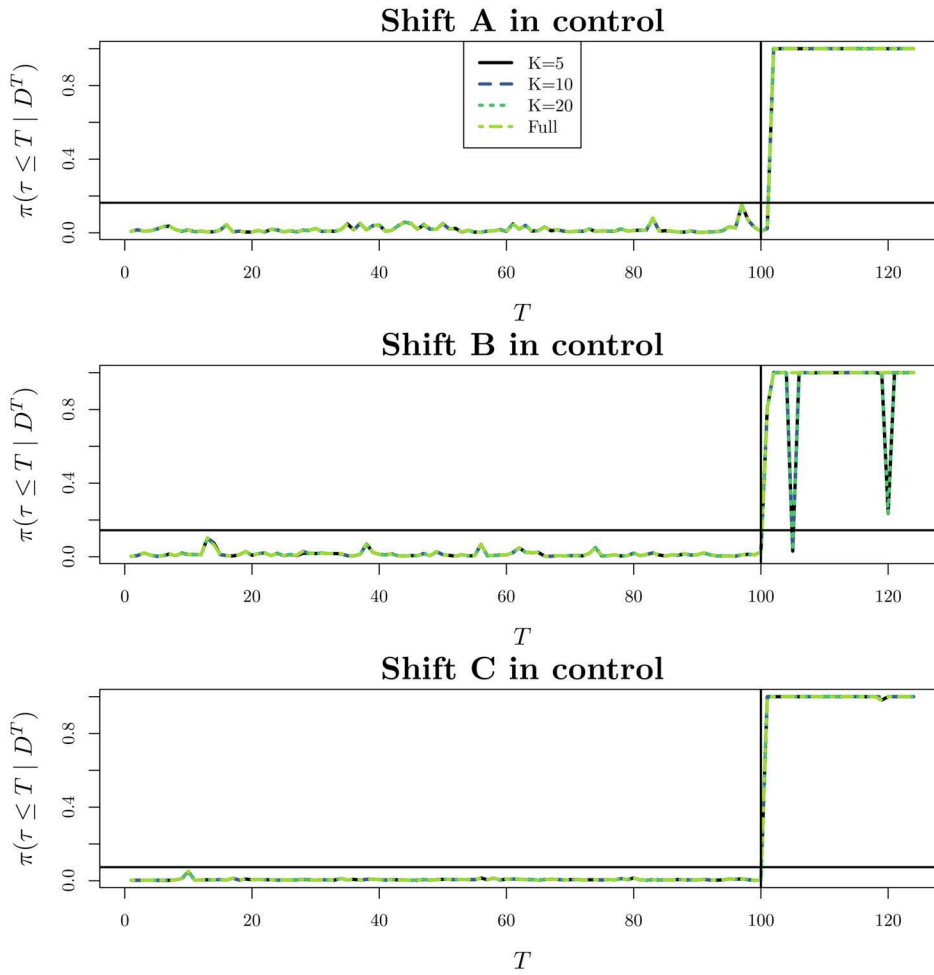 Shift A in control
π(τ ≤ T | D^T)
0.0 0.4 0.8
K=5
K=10
K=20
Full
0 20 40 60 80 100 120
T
Shift B in control
π(τ ≤ T | D^T)
0.0 0.4 0.8
0 20 40 60 80 100 120
T
Shift C in control
π(τ ≤ T | D^T)
0.0 0.4 0.8
0 20 40 60 80 100 120
T